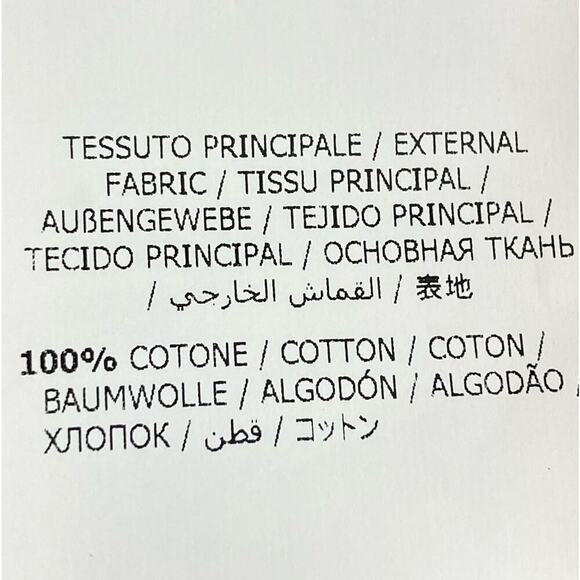 TESSUTO PRINCIPALE / EXTERNAL
FABRIC / TISSU PRINCIPAL /
AUßENGEWEBE / TEJIDO PRINCIPAL /
TECIDO PRINCIPAL / ОСНОВНАЯ ТКАНЬ
/ القماش الخارجي / 表地
100% COTONE / COTTON / COTON /
BAUMWOLLE / ALGODÓN / ALGODÃO /
ХЛОПОК / قطن / コットン